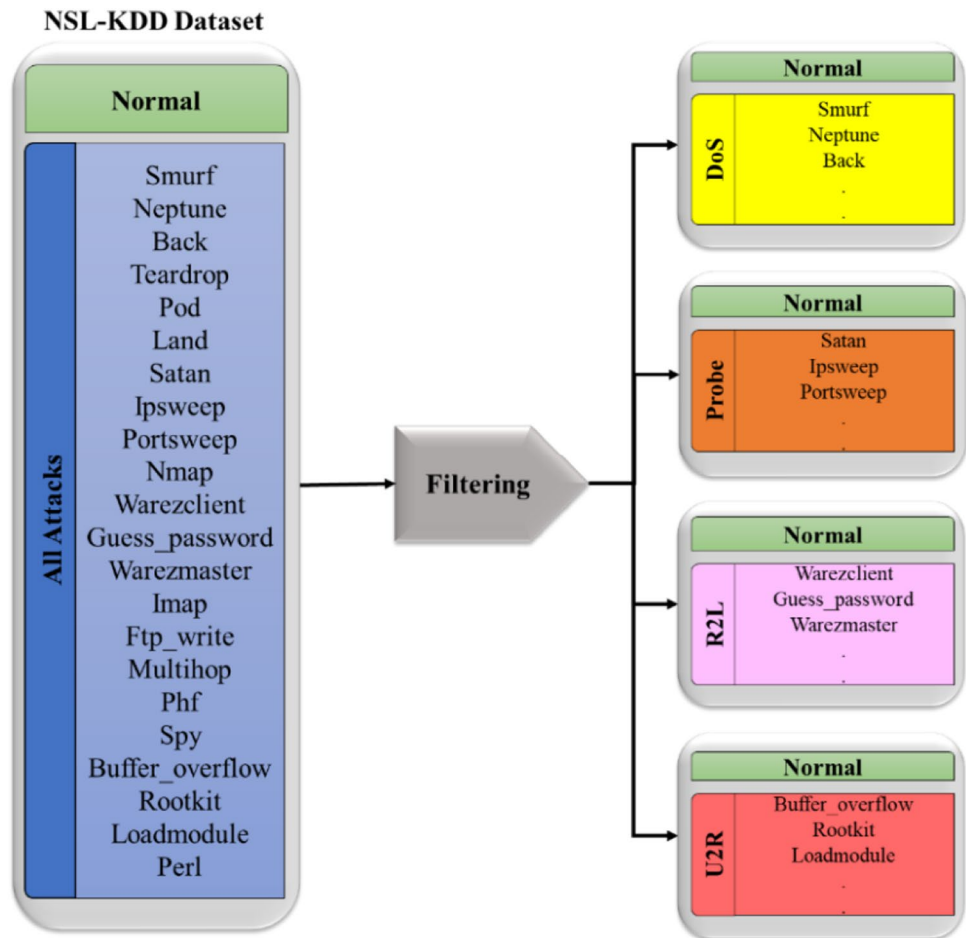 NSL-KDD Dataset
Normal
All Attacks
Smurf
Neptune
Back
Teardrop
Pod
Land
Satan
Ipsweep
Portsweep
Nmap
Warezclient
Guess_password
Warezmaster
Imap
Ftp_write
Multihop
Phf
Spy
Buffer_overflow
Rootkit
Loadmodule
Perl
Filtering
Normal
DoS
Smurf
Neptune
Back
.
.
Normal
Probe
Satan
Ipsweep
Portsweep
.
.
Normal
R2L
Warezclient
Guess_password
Warezmaster
.
.
Normal
U2R
Buffer_overflow
Rootkit
Loadmodule
.
.